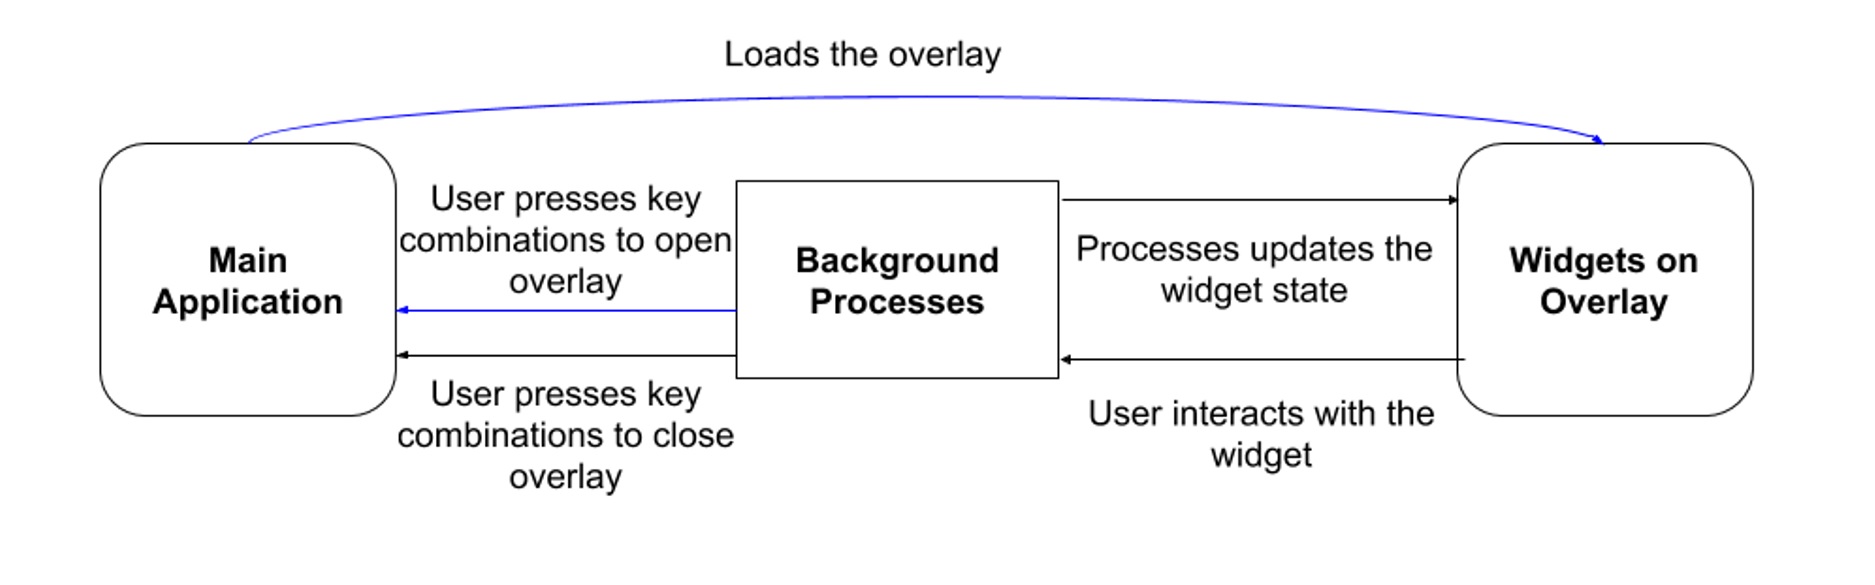 Loads the overlay
Main
Application
User presses key
combinations to open
overlay
User presses key
combinations to close
overlay
Background
Processes
Processes updates the
widget state
User interacts with the
widget
Widgets on
Overlay